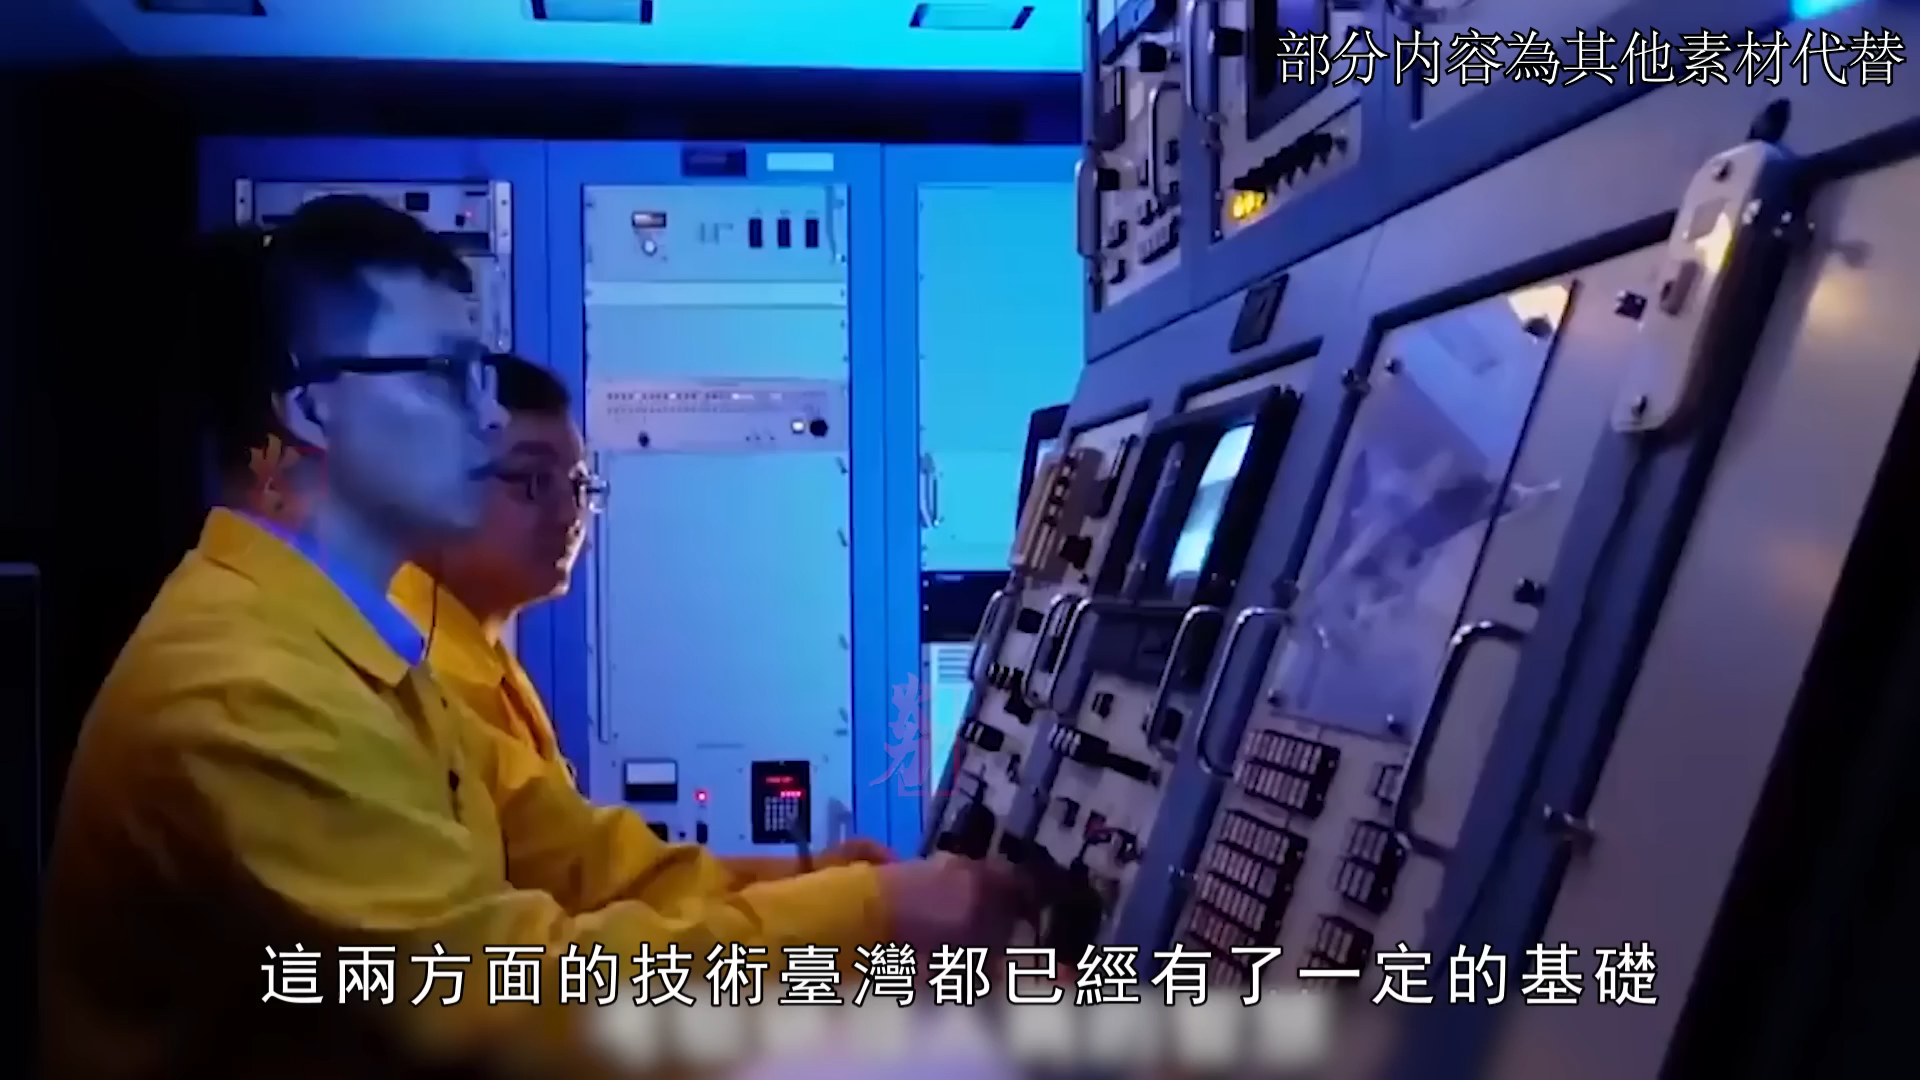 部分内容為其他素材代替
這兩方面的技術臺灣都已經有了一定的基礎